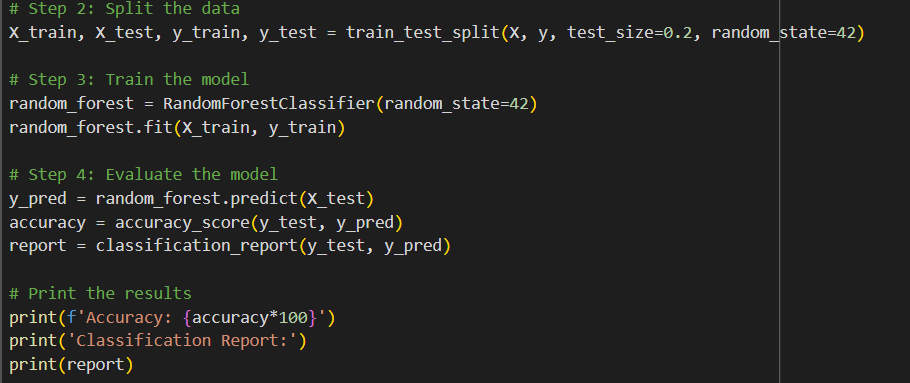 # Step 2: Split the data
X_train, X_test, y_train, y_test = train_test_split(X, y, test_size=0.2, random_state=42)
# Step 3: Train the model
random_forest = RandomForestClassifier(random_state=42)
random_forest.fit(X_train, y_train)
# Step 4: Evaluate the model
y_pred = random_forest.predict(X_test)
accuracy = accuracy_score(y_test, y_pred)
report = classification_report(y_test, y_pred)
# Print the results
print(f'Accuracy: {accuracy*100}')
print('Classification Report:')
print(report)